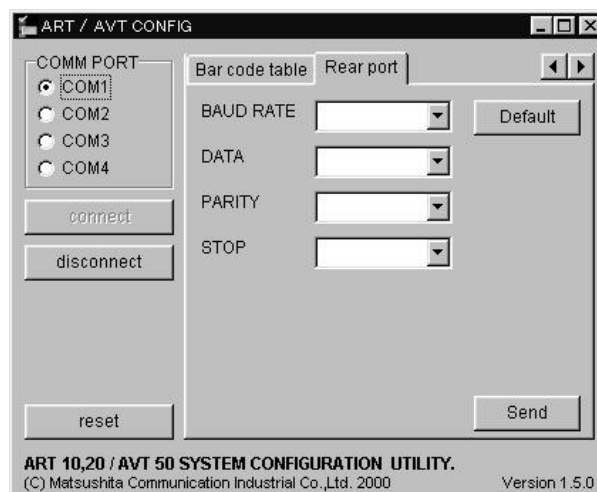 ART / AVT CONFIG
COMM PORT
COM1
COM2
COM3
COM4
connect
disconnect
reset
Bar code table
Rear port
BAUD RATE
DATA
PARITY
STOP
Default
Send
ART 10,20 / AVT 50 SYSTEM CONFIGURATION UTILITY.
(C) Matsushita Communication Industrial Co.,Ltd. 2000
Version 1.5.0